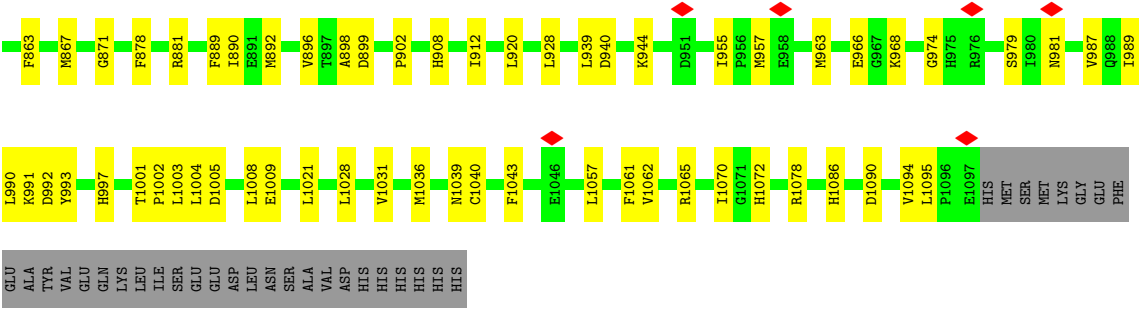 F863 M867 G871 F878 R881 F889 I890 E891 M892 V896 T897 A898 D899 P902 H908 I912 L920 L928 L939 D940 K944 D951 I955 P956 M957 E958 M963 E966 G967 K968 G974 H975 R976 S979 I980 N981 V987 Q988 I989
L990 K991 D992 Y993 H997 T1001 P1002 L1003 L1004 D1005 L1008 E1009 L1021 L1028 V1031 M1036 N1039 C1040 F1043 E1046 L1057 F1061 V1062 R1065 I1070 G1071 H1072 R1078 H1086 D1090 V1094 L1095 P1096 E1097 HIS MET SER MET LYS GLY GLU PHE
GLU ALA TYR VAL GLU GLN LYS LEU ILE SER GLU GLU ASP LEU ASN SER ALA VAL ASP HIS HIS HIS HIS HIS HIS